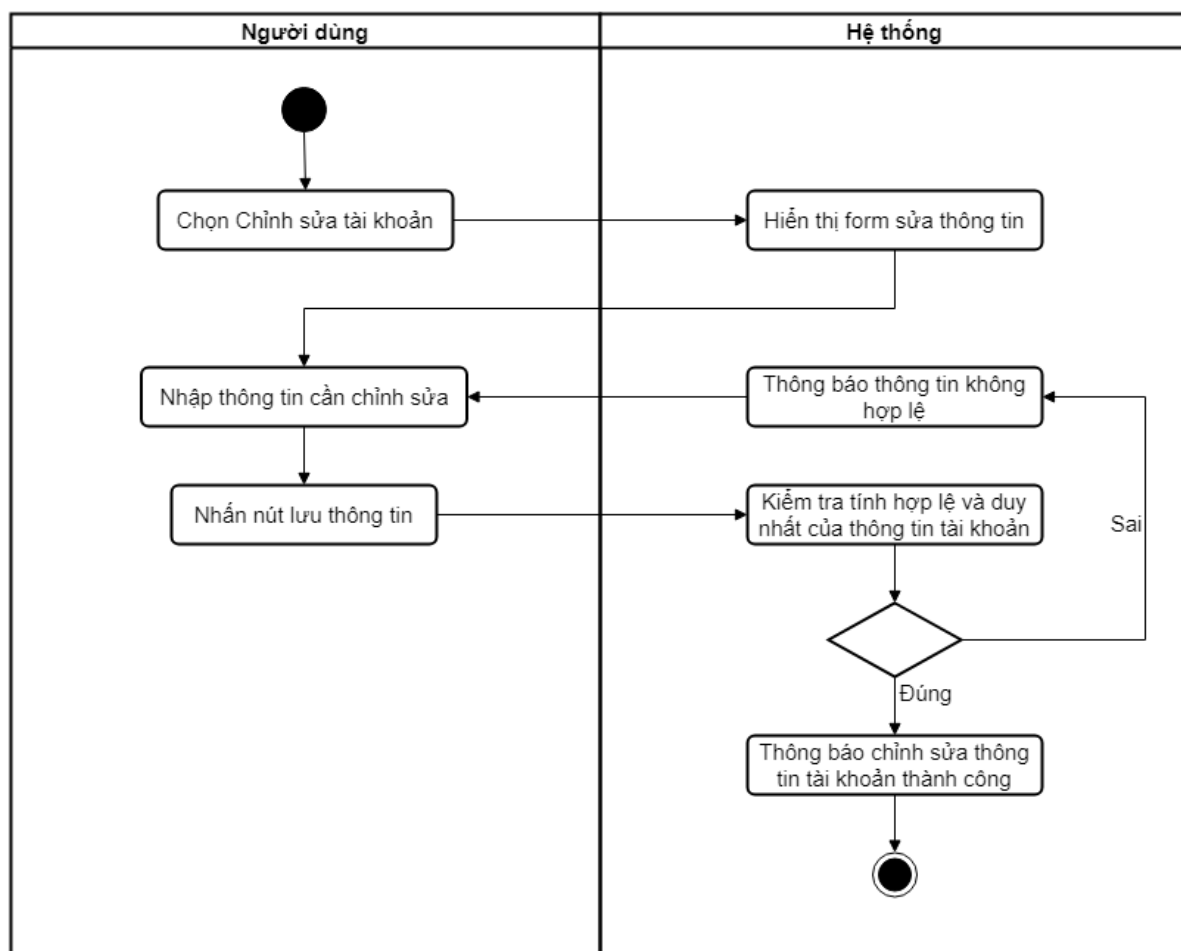 Người dùng
Hệ thống
Chọn Chỉnh sửa tài khoản
Hiển thị form sửa thông tin
Nhập thông tin cần chỉnh sửa
Thông báo thông tin không
hợp lệ
Nhấn nút lưu thông tin
Kiểm tra tính hợp lệ và duy
nhất của thông tin tài khoản
Sai
Đúng
Thông báo chỉnh sửa thông
tin tài khoản thành công